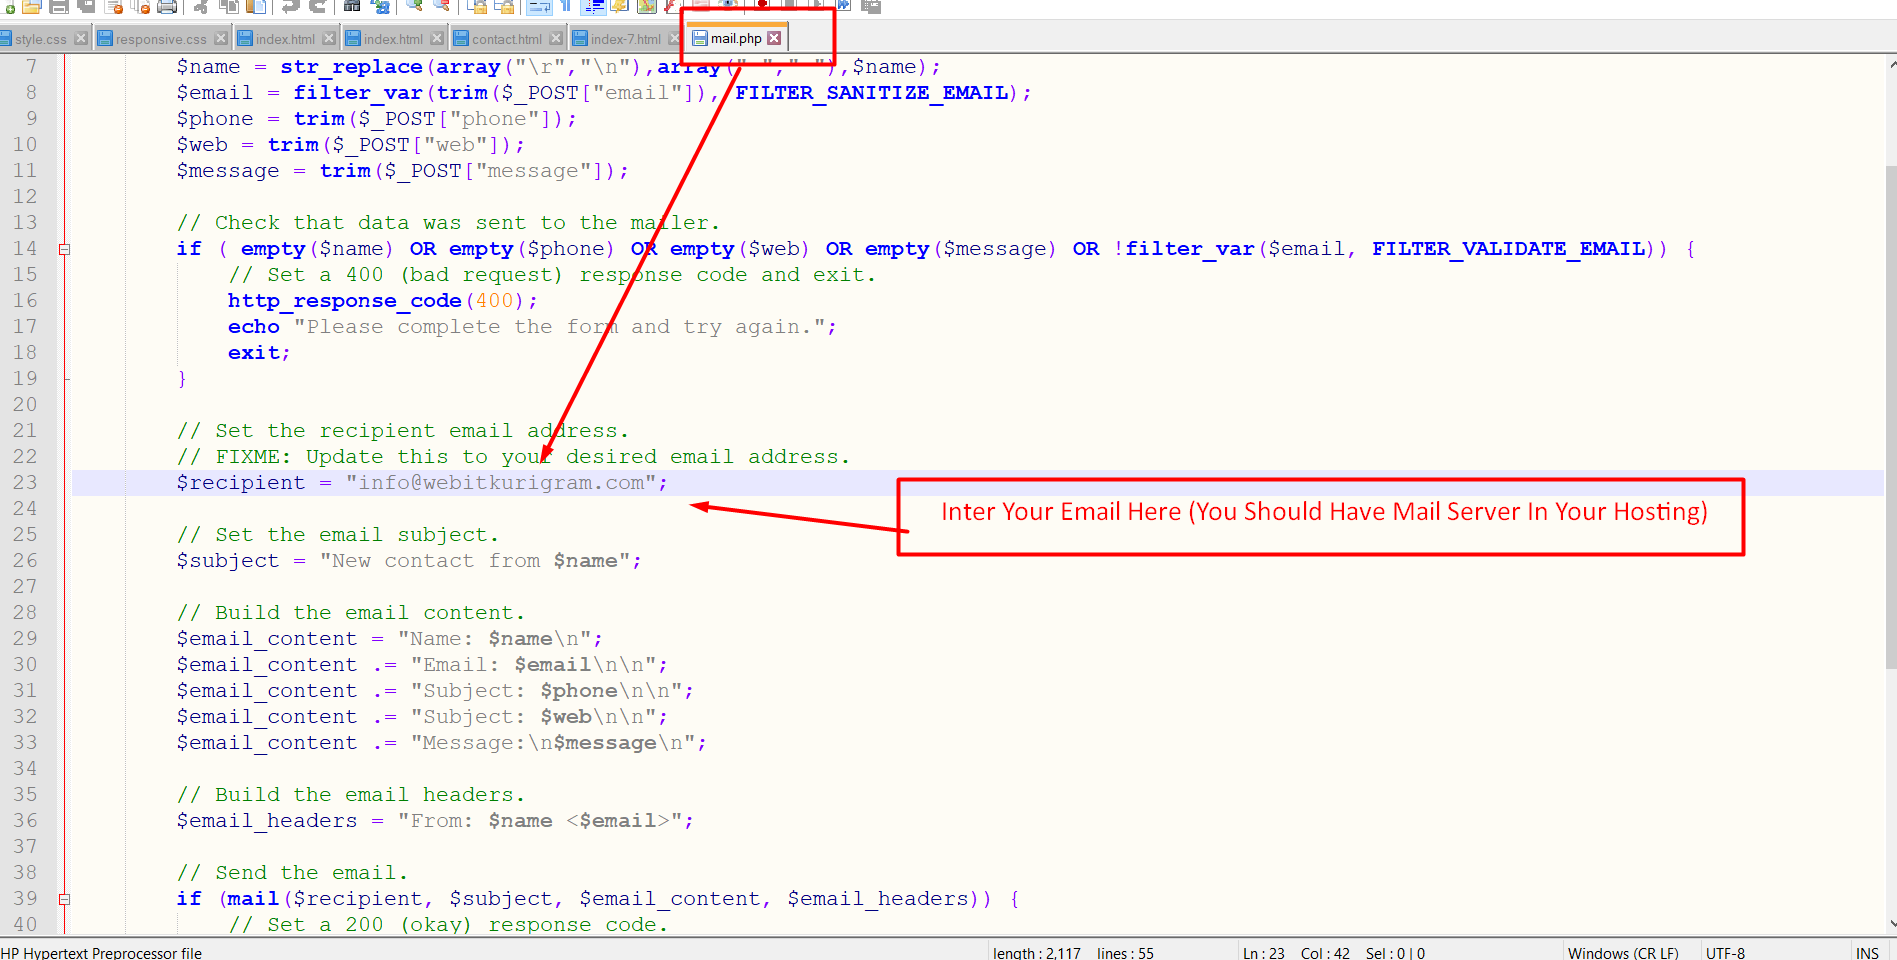 style.css responsive.css index.html index.html contact.html index-7.html mail.php
7 $name = str_replace(array("\r","\n"),array(" "," "),$name);
8 $email = filter_var(trim($_POST["email"]), FILTER_SANITIZE_EMAIL);
9 $phone = trim($_POST["phone"]);
10 $web = trim($_POST["web"]);
11 $message = trim($_POST["message"]);
12
13 // Check that data was sent to the mailer.
14 if ( empty($name) OR empty($phone) OR empty($web) OR empty($message) OR !filter_var($email, FILTER_VALIDATE_EMAIL)) {
15 // Set a 400 (bad request) response code and exit.
16 http_response_code(400);
17 echo "Please complete the form and try again.";
18 exit;
19 }
20
21 // Set the recipient email address.
22 // FIXME: Update this to your desired email address.
23 $recipient = "info@webitkurigram.com";
Inter Your Email Here (You Should Have Mail Server In Your Hosting)
24
25 // Set the email subject.
26 $subject = "New contact from $name";
27
28 // Build the email content.
29 $email_content = "Name: $name\n";
30 $email_content .= "Email: $email\n\n";
31 $email_content .= "Subject: $phone\n\n";
32 $email_content .= "Subject: $web\n\n";
33 $email_content .= "Message:\n$message\n";
34
35 // Build the email headers.
36 $email_headers = "From: $name <$email>";
37
38 // Send the email.
39 if (mail($recipient, $subject, $email_content, $email_headers)) {
40 // Set a 200 (okay) response code.
HP Hypertext Preprocessor file length : 2,117 lines : 55 Ln : 23 Col : 42 Sel : 0 | 0 Windows (CR LF) UTF-8 INS